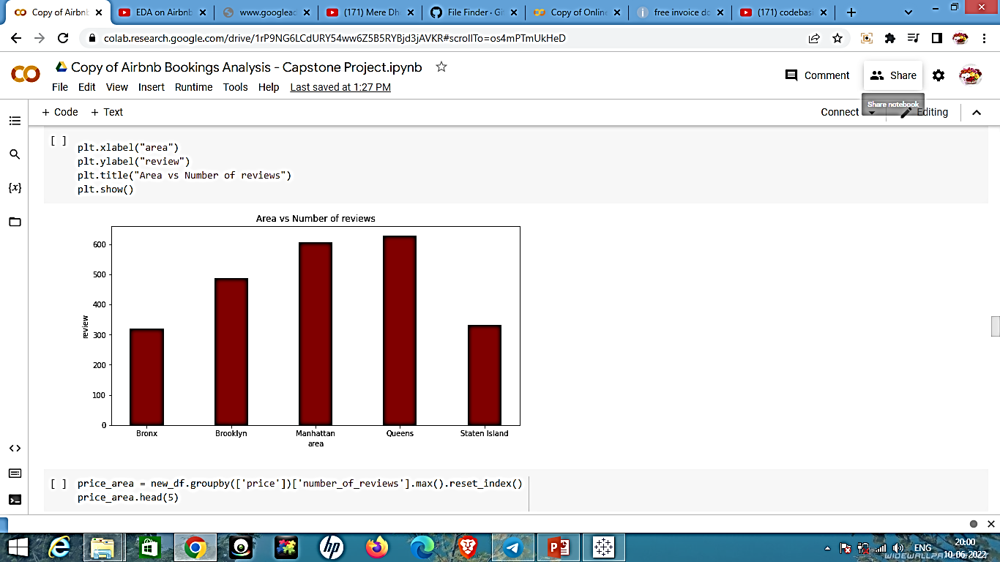 Copy of Airbnb
EDA on Airbnb
www.googleac
(171) Mere Dh
File Finder · Gi
Copy of Online
free invoice do
(171) codebasi
colab.research.google.com/drive/1rP9NG6LCdURY54ww6Z5B5RYBjd3jAVKR#scrollTo=os4mPTmUkHeD
Copy of Airbnb Bookings Analysis - Capstone Project.ipynb
Comment
Share
File Edit View Insert Runtime Tools Help Last saved at 1:27 PM
Share notebook
+ Code + Text
Connect
Editing
[ ]
plt.xlabel("area")
plt.ylabel("review")
plt.title("Area vs Number of reviews")
plt.show()
{x}
Area vs Number of reviews
600
500
400
300
200
100
0
review
Bronx Brooklyn Manhattan Queens Staten Island
area
[ ] price_area = new_df.groupby(['price'])['number_of_reviews'].max().reset_index()
price_area.head(5)
hp
ENG
20:00
10-06-2022